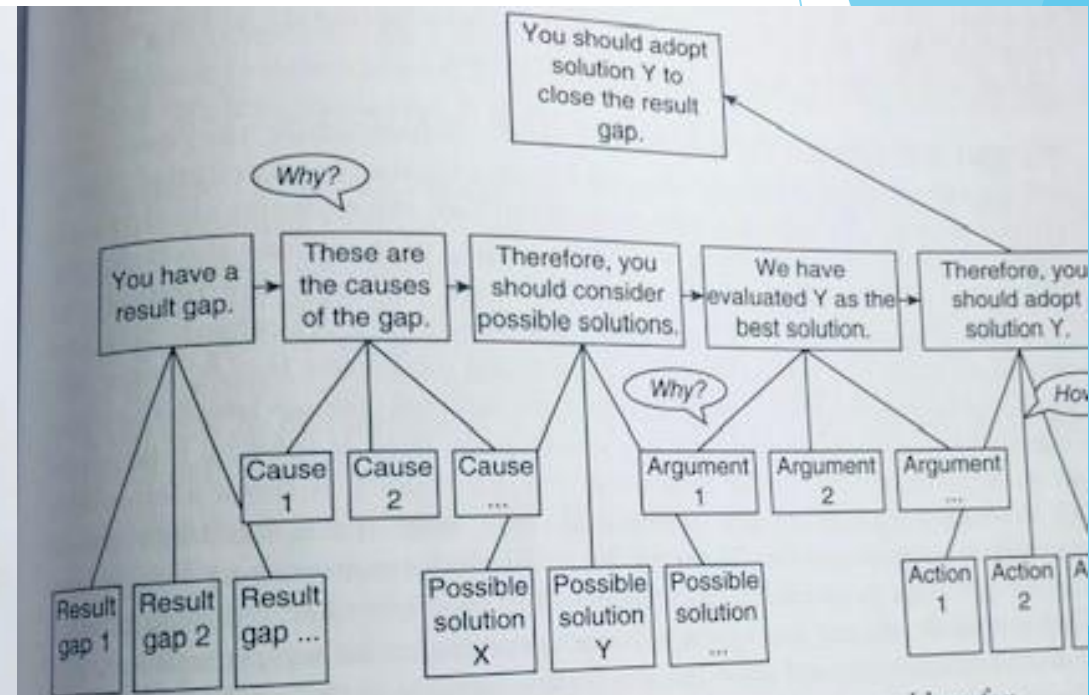 You should adopt
solution Y to
close the result
gap.
Why?
You have a
result gap.
These are
the causes
of the gap.
Therefore, you
should consider
possible solutions.
We have
evaluated Y as the
best solution.
Therefore, you
should adopt
solution Y.
Why?
Cause
1
Cause
2
Cause
...
Argument
1
Argument
2
Argument
...
Result
gap 1
Result
gap 2
Result
gap ...
Possible
solution
X
Possible
solution
Y
Possible
solution
...
Action
1
Action
2